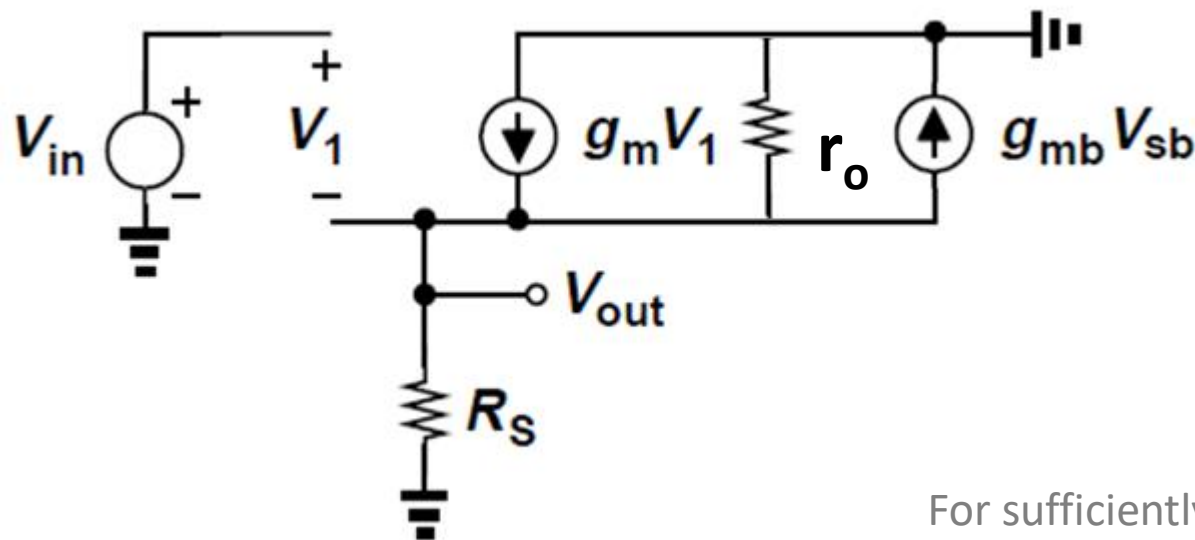 +
V₁
−
+
Vin
−
gmV₁
ro
gmbVsb
Vout
RS
For sufficiently